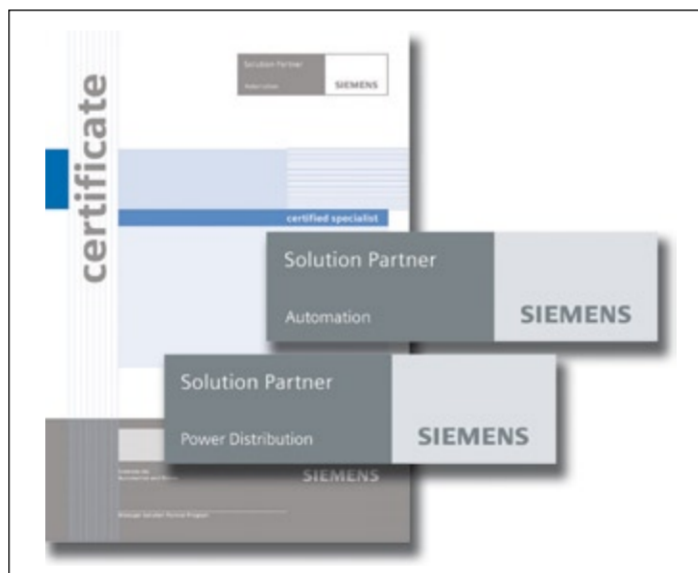 certificate
Solution Partner
SIEMENS
certified specialist
Solution Partner
Automation
SIEMENS
Solution Partner
Power Distribution
SIEMENS
SIEMENS